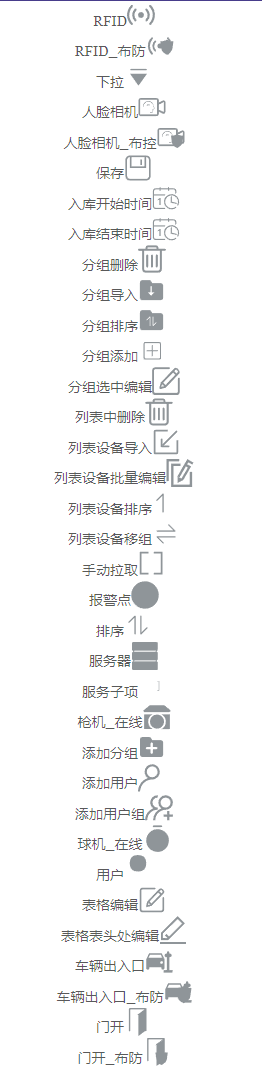 RFID
RFID_布防
下拉
人脸相机
人脸相机_布控
保存
入库开始时间
入库结束时间
分组删除
分组导入
分组排序
分组添加
分组选中编辑
列表中删除
列表设备导入
列表设备批量编辑
列表设备排序
列表设备移组
手动拉取
报警点
排序
服务器
服务子项
枪机_在线
添加分组
添加用户
添加用户组
球机_在线
用户
表格编辑
表格表头处编辑
车辆出入口
车辆出入口_布防
门开
门开_布防